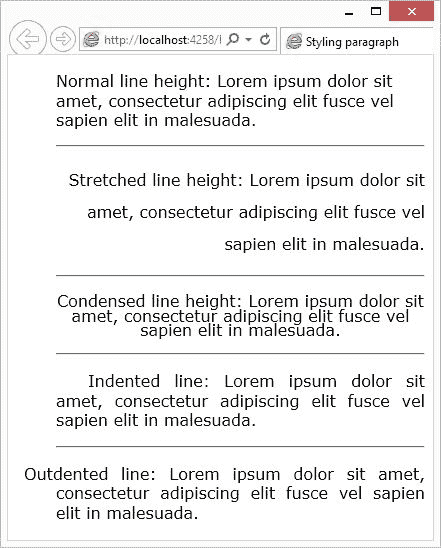 http://localhost:4258/
Styling paragraph
Normal line height: Lorem ipsum dolor sit
amet, consectetur adipiscing elit fusce vel
sapien elit in malesuada.
Stretched line height: Lorem ipsum dolor sit
amet, consectetur adipiscing elit fusce vel
sapien elit in malesuada.
Condensed line height: Lorem ipsum dolor sit
amet, consectetur adipiscing elit fusce vel
sapien elit in malesuada.
Indented line: Lorem ipsum dolor sit
amet, consectetur adipiscing elit fusce vel
sapien elit in malesuada.
Outdented line: Lorem ipsum dolor sit amet,
consectetur adipiscing elit fusce vel sapien
elit in malesuada.